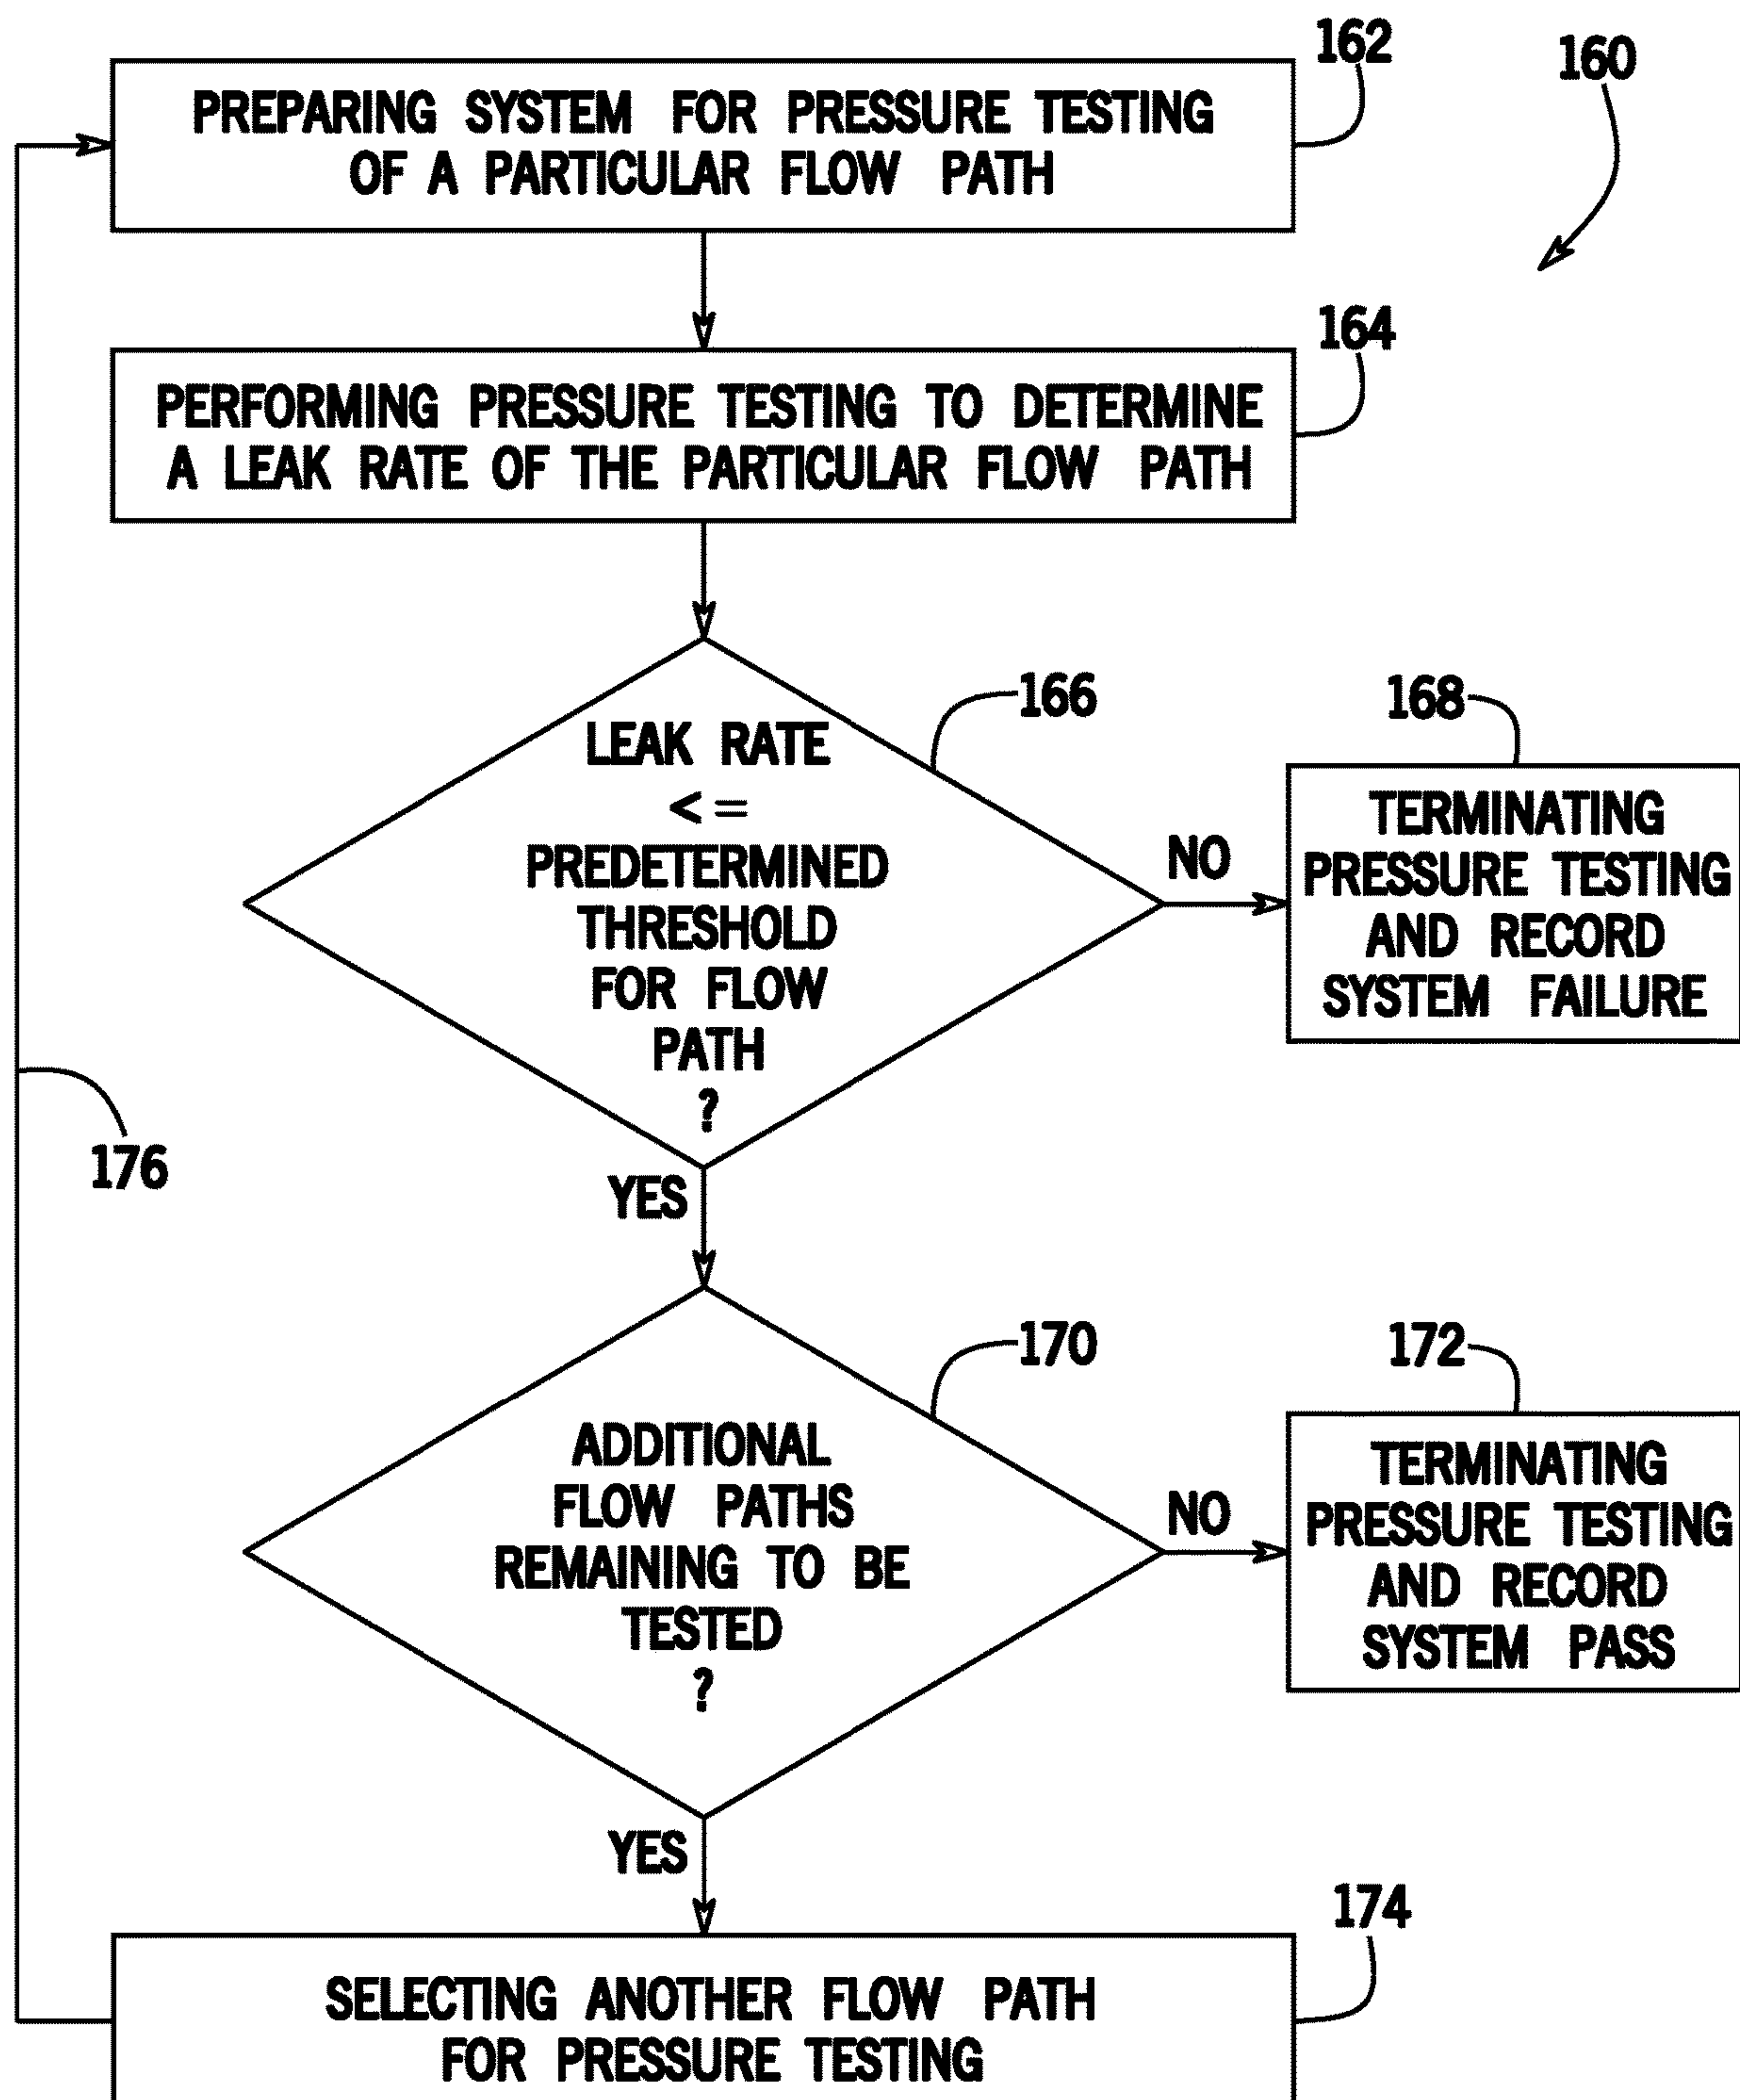 162
160
PREPARING SYSTEM FOR PRESSURE TESTING
OF A PARTICULAR FLOW PATH
164
PERFORMING PRESSURE TESTING TO DETERMINE
A LEAK RATE OF THE PARTICULAR FLOW PATH
166
LEAK RATE
<=
PREDETERMINED
THRESHOLD
FOR FLOW
PATH
?
NO
168
TERMINATING
PRESSURE TESTING
AND RECORD
SYSTEM FAILURE
176
YES
170
ADDITIONAL
FLOW PATHS
REMAINING TO BE
TESTED
?
NO
172
TERMINATING
PRESSURE TESTING
AND RECORD
SYSTEM PASS
YES
174
SELECTING ANOTHER FLOW PATH
FOR PRESSURE TESTING